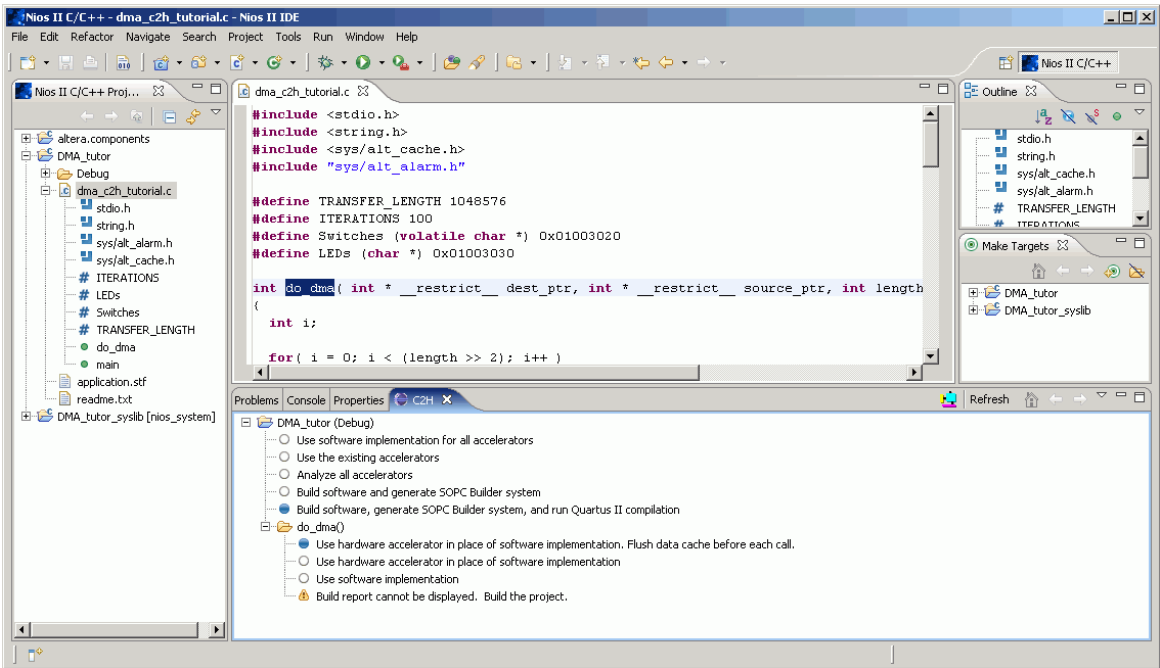 Nios II C/C++ - dma_c2h_tutorial.c - Nios II IDE
File Edit Refactor Navigate Search Project Tools Run Window Help
Nios II C/C++
Nios II C/C++ Proj...
altera.components
DMA_tutor
Debug
dma_c2h_tutorial.c
stdio.h
string.h
sys/alt_alarm.h
sys/alt_cache.h
# ITERATIONS
# LEDs
# Switches
# TRANSFER_LENGTH
do_dma
main
application.stf
readme.txt
DMA_tutor_syslib [nios_system]
dma_c2h_tutorial.c
#include <stdio.h>
#include <string.h>
#include <sys/alt_cache.h>
#include "sys/alt_alarm.h"
#define TRANSFER_LENGTH 1048576
#define ITERATIONS 100
#define Switches (volatile char *) 0x01003020
#define LEDs (char *) 0x01003030
int do_dma( int * __restrict__ dest_ptr, int * __restrict__ source_ptr, int length
{
int i;
for( i = 0; i < (length >> 2); i++ )
Outline
stdio.h
string.h
sys/alt_cache.h
sys/alt_alarm.h
# TRANSFER_LENGTH
# ITERATIONS
Make Targets
DMA_tutor
DMA_tutor_syslib
Problems Console Properties C2H
Refresh
DMA_tutor (Debug)
Use software implementation for all accelerators
Use the existing accelerators
Analyze all accelerators
Build software and generate SOPC Builder system
Build software, generate SOPC Builder system, and run Quartus II compilation
do_dma()
Use hardware accelerator in place of software implementation. Flush data cache before each call.
Use hardware accelerator in place of software implementation
Use software implementation
Build report cannot be displayed. Build the project.